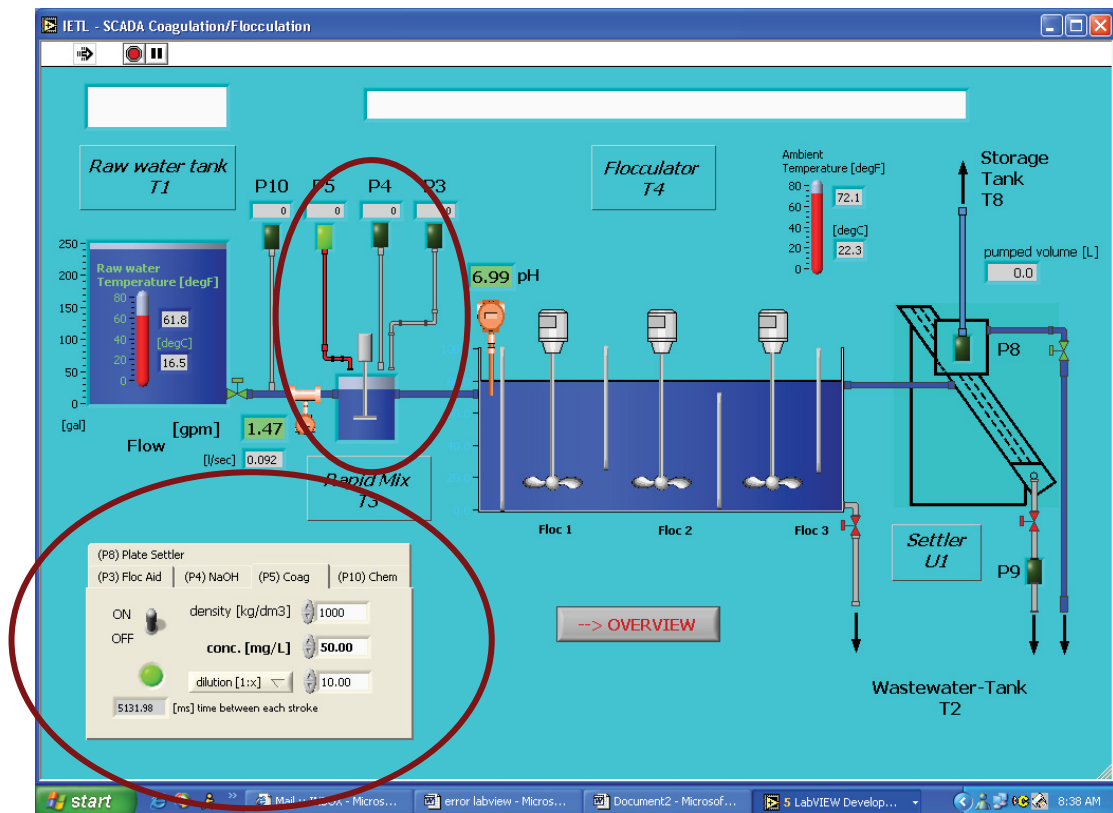 IETL - SCADA Coagulation/Flocculation
Raw water tank
T1
P10 P5 P4 P3
0 0 0 0
Flocculator
T4
Ambient
Temperature [degF]
80
60
40
20
0
72.1
[degC]
22.3
Storage
Tank
T8
pumped volume [L]
0.0
250
200
150
100
50
0
[gal]
Raw water
Temperature [degF]
80
60
40
20
0
61.8
[degC]
16.5
6.99 pH
P8
Flow [gpm] 1.47
[l/sec] 0.092
Rapid Mix
T3
Floc 1 Floc 2 Floc 3
Settler
U1
P9
(P8) Plate Settler
(P3) Floc Aid (P4) NaOH (P5) Coag (P10) Chem
ON
OFF
density [kg/dm3] 1000
conc. [mg/L] 50.00
dilution [1:x] 10.00
5131.98 [ms] time between each stroke
--> OVERVIEW
Wastewater-Tank
T2
start
Mail :: INBOX - Micros...
error labview - Micros...
Document2 - Microsof...
5 LabVIEW Develop...
8:38 AM